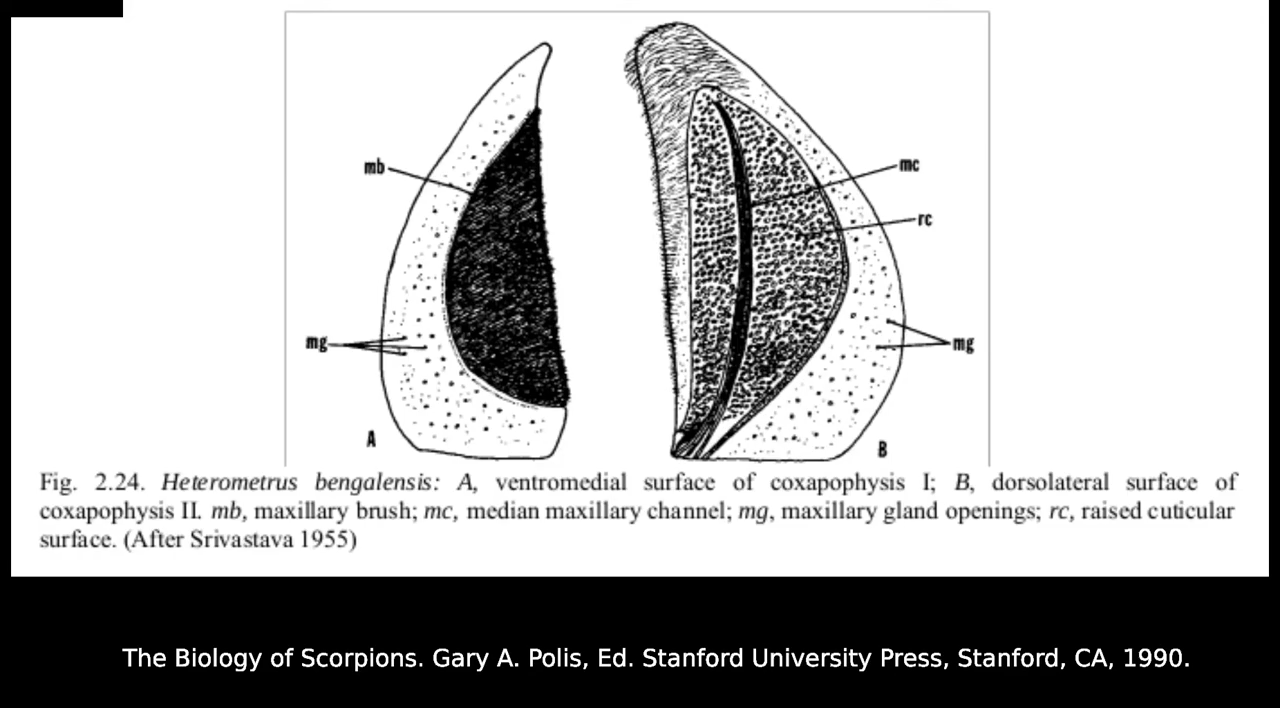 mb
mc
rc
mg
mg
A
B
Fig. 2.24. Heterometrus bengalensis: A, ventromedial surface of coxapophysis I; B, dorsolateral surface of
coxapophysis II. mb, maxillary brush; mc, median maxillary channel; mg, maxillary gland openings; rc, raised cuticular
surface. (After Srivastava 1955)
The Biology of Scorpions. Gary A. Polis, Ed. Stanford University Press, Stanford, CA, 1990.